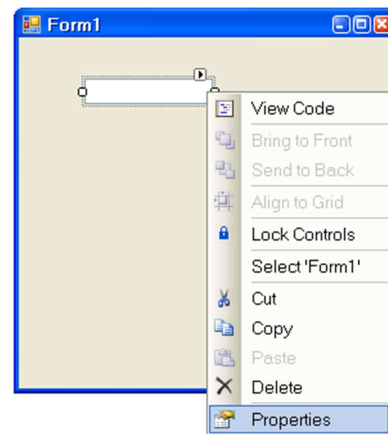 Form1
View Code
Bring to Front
Send to Back
Align to Grid
Lock Controls
Select 'Form1'
Cut
Copy
Paste
Delete
Properties